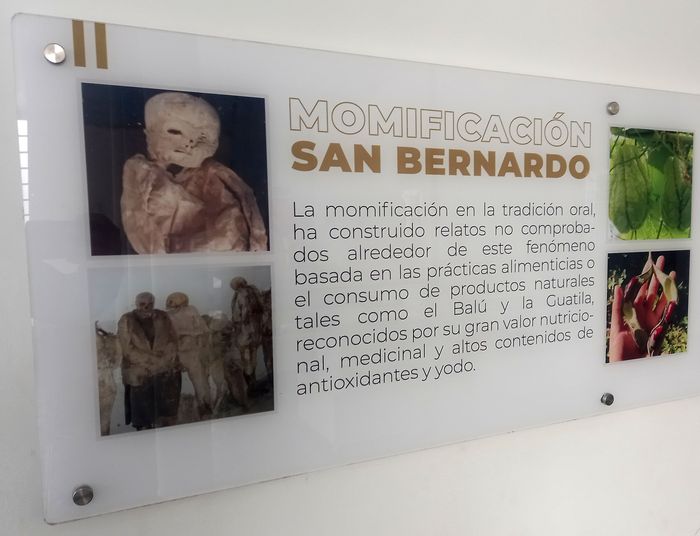 MOMIFICACIÓN
SAN BERNARDO
La momificación en la tradición oral,
ha construido relatos no comproba-
dos alrededor de este fenómeno
basada en las prácticas alimenticias o
el consumo de productos naturales
tales como el Balú y la Guatila,
reconocidos por su gran valor nutricio-
nal, medicinal y altos contenidos de
antioxidantes y yodo.